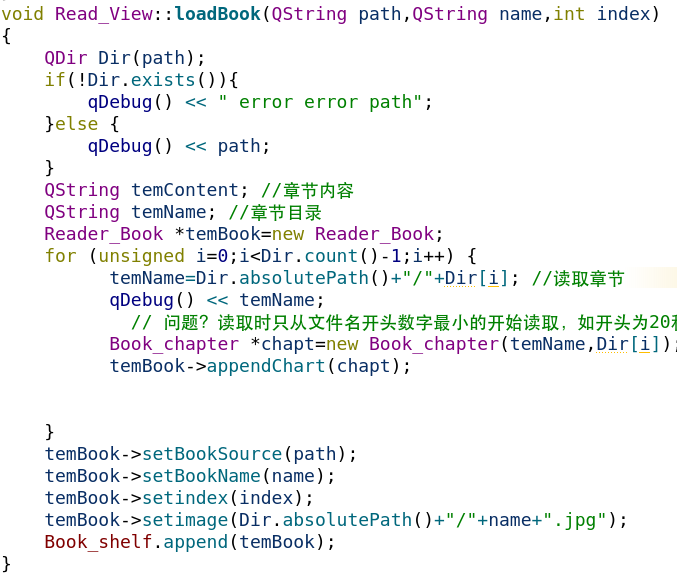 void Read_View::loadBook(QString path,QString name,int index)
{
    QDir Dir(path);
    if(!Dir.exists()){
        qDebug() << " error error path";
    }else {
        qDebug() << path;
    }
    QString temContent; //章节内容
    QString temName; //章节目录
    Reader_Book *temBook=new Reader_Book;
    for (unsigned i=0;i<Dir.count()-1;i++) {
          temName=Dir.absolutePath()+"/"+Dir[i]; //读取章节
          qDebug() << temName;
            // 问题？读取时只从文件名开头数字最小的开始读取，如开头为20
          Book_chapter *chapt=new Book_chapter(temName,Dir[i]);
          temBook->appendChart(chapt);
    }
    temBook->setBookSource(path);
    temBook->setBookName(name);
    temBook->setindex(index);
    temBook->setimage(Dir.absolutePath()+"/"+name+".jpg");
    Book_shelf.append(temBook);
}